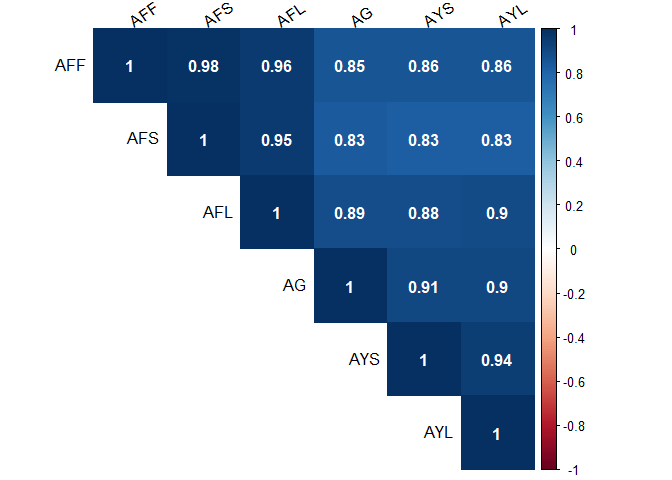 AFF AFS AFL AG AYS AYL
AFF 1 0.98 0.96 0.85 0.86 0.86
AFS 1 0.95 0.83 0.83 0.83
AFL 1 0.89 0.88 0.9
AG 1 0.91 0.9
AYS 1 0.94
AYL 1
1
0.8
0.6
0.4
0.2
0
-0.2
-0.4
-0.6
-0.8
-1